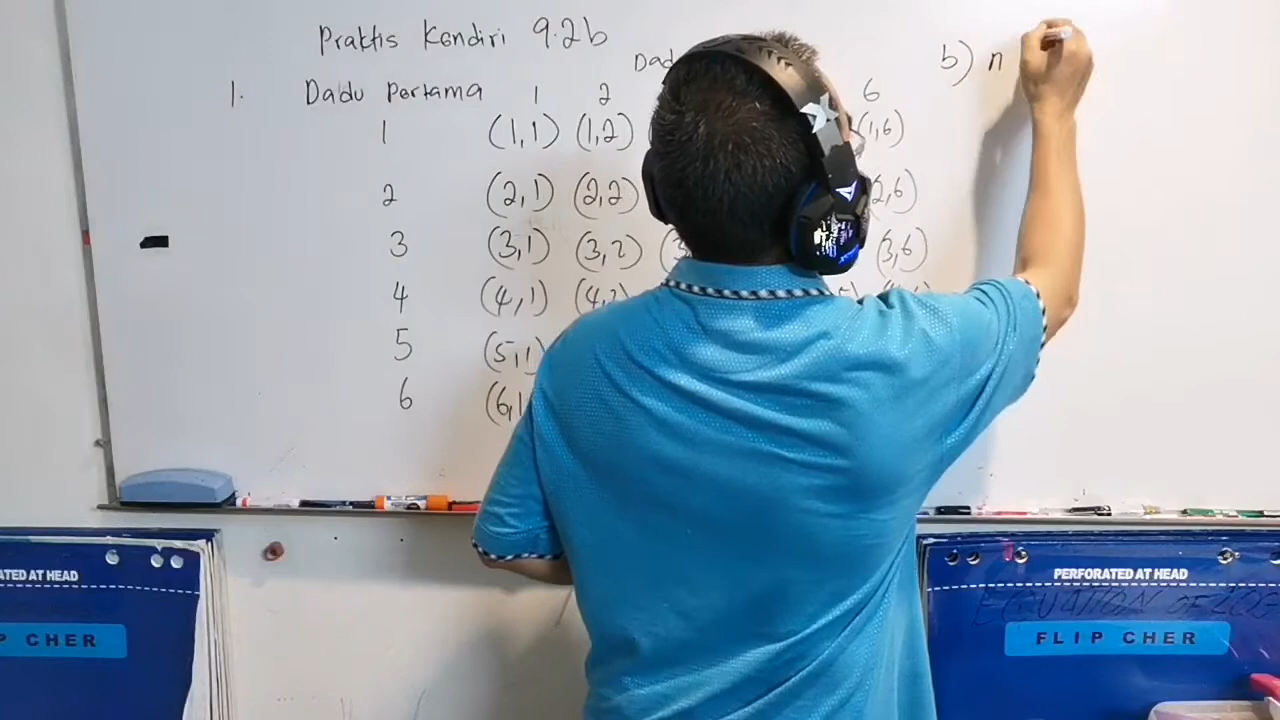 Praktis Kendiri 9.2b
b) n
1. Dadu Pertama 1 2 6
1 (1,1) (1,2) (1,6)
2 (2,1) (2,2) (2,6)
3 (3,1) (3,2) (3,6)
4 (4,1) (4,2)
5 (5,1)
6 (6,1
ATED AT HEAD
P CHER
PERFORATED AT HEAD
EQUATION OF
FLIP CHER